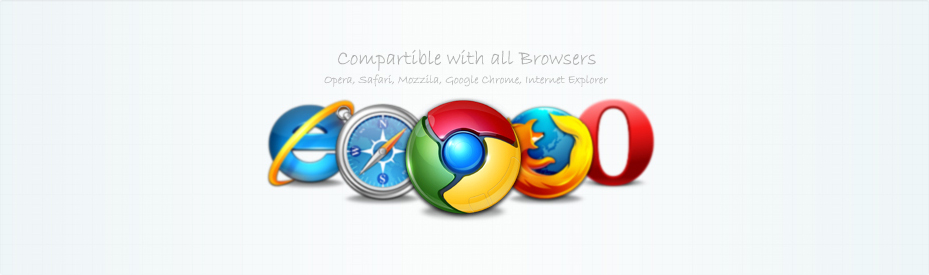 Compartible with all Browsers
Opera, Safari, Mozzila, Google Chrome, Internet Explorer
N
W
S